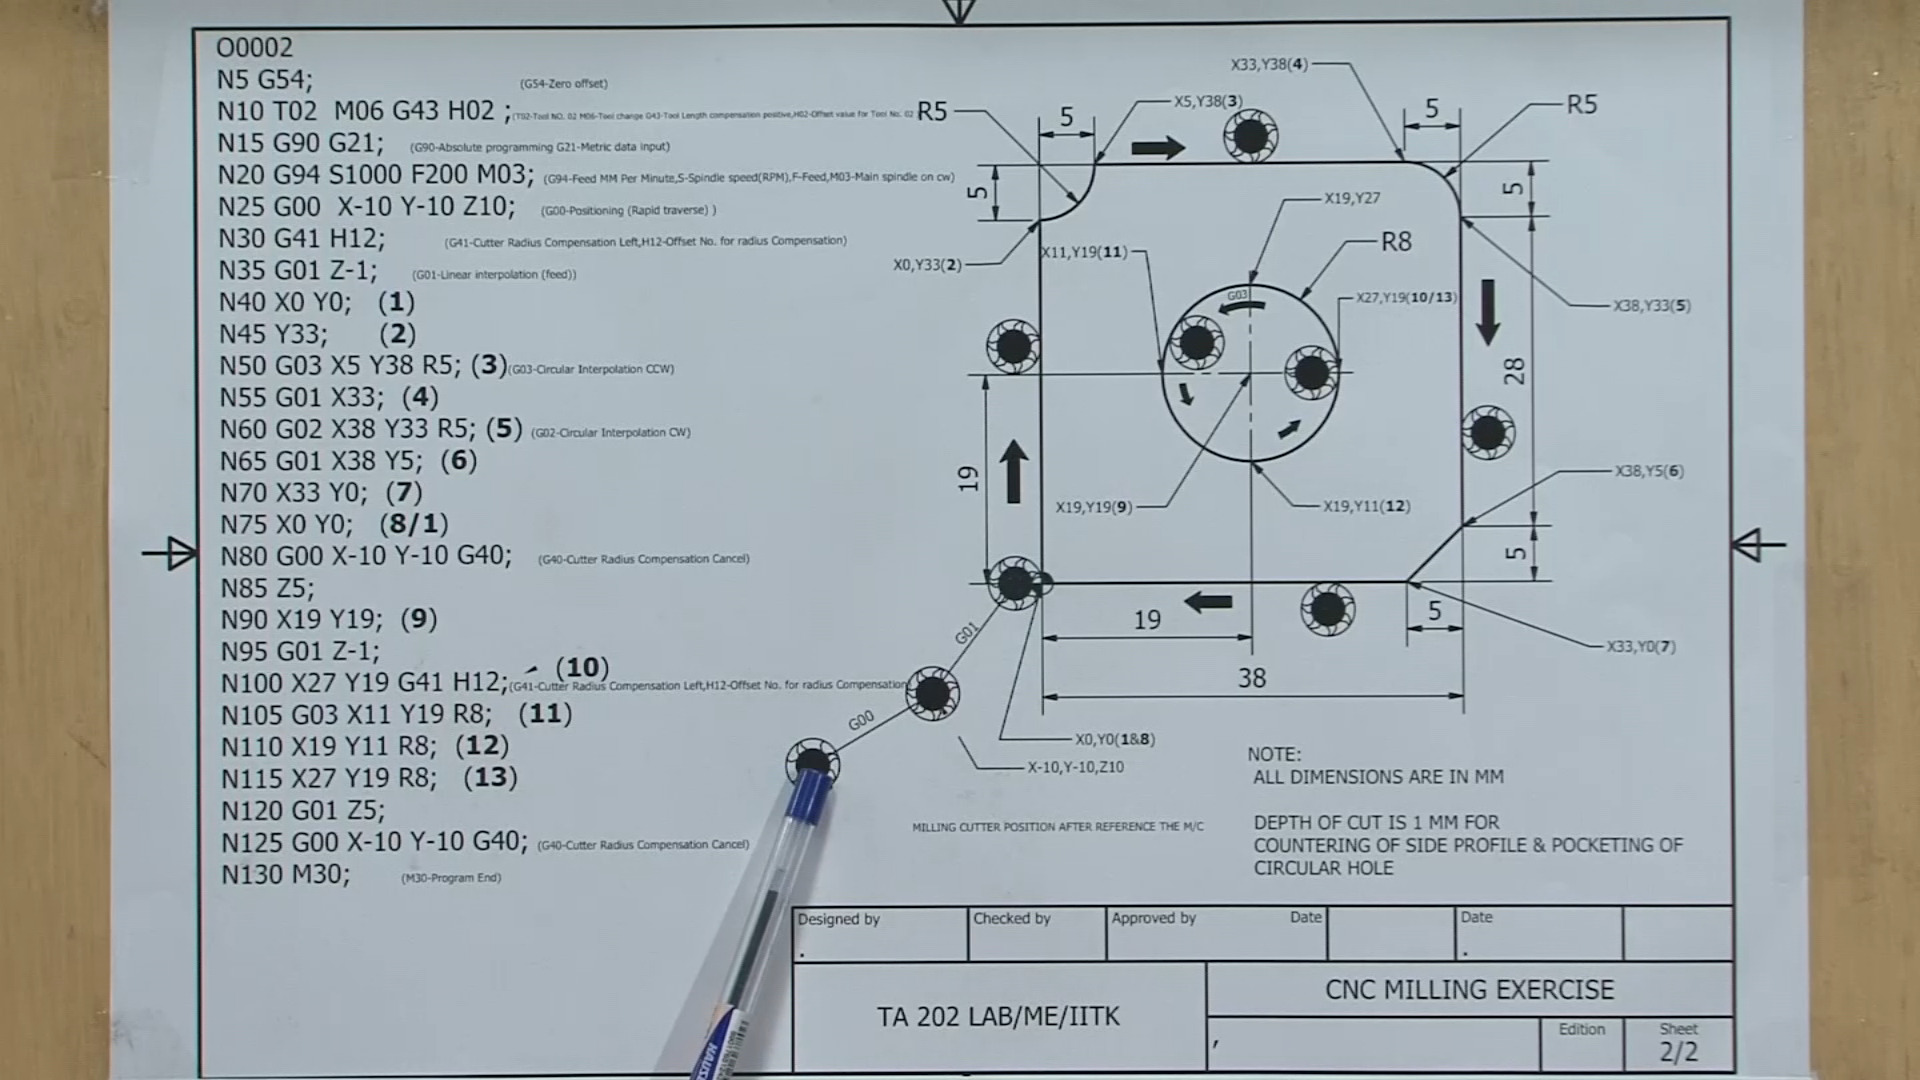 O0002
N5 G54; (G54-Zero offset)
N10 T02 M06 G43 H02 ; (T02-Tool NO. 02 M06-Tool change G43-Tool Length compensation positive,H02-Offset value for Tool No. 02
N15 G90 G21; (G90-Absolute programming G21-Metric data input)
N20 G94 S1000 F200 M03; (G94-Feed MM Per Minute,S-Spindle speed(RPM),F-Feed,M03-Main spindle on cw)
N25 G00 X-10 Y-10 Z10; (G00-Positioning (Rapid traverse) )
N30 G41 H12; (G41-Cutter Radius Compensation Left,H12-Offset No. for radius Compensation)
N35 G01 Z-1; (G01-Linear interpolation (feed))
N40 X0 Y0; (1)
N45 Y33; (2)
N50 G03 X5 Y38 R5; (3)(G03-Circular Interpolation CCW)
N55 G01 X33; (4)
N60 G02 X38 Y33 R5; (5) (G02-Circular Interpolation CW)
N65 G01 X38 Y5; (6)
N70 X33 Y0; (7)
N75 X0 Y0; (8/1)
N80 G00 X-10 Y-10 G40; (G40-Cutter Radius Compensation Cancel)
N85 Z5;
N90 X19 Y19; (9)
N95 G01 Z-1;
(10)
N100 X27 Y19 G41 H12;(G41-Cutter Radius Compensation Left,H12-Offset No. for radius Compensation
N105 G03 X11 Y19 R8; (11)
N110 X19 Y11 R8; (12)
N115 X27 Y19 R8; (13)
N120 G01 Z5;
N125 G00 X-10 Y-10 G40; (G40-Cutter Radius Compensation Cancel)
N130 M30; (M30-Program End)
X33,Y38(4)
R5
5
X5,Y38(3)
5
R5
5
5
X19,Y27
R8
X11,Y19(11)
X0,Y33(2)
G03
X27,Y19(10/13)
X38,Y33(5)
28
19
X19,Y19(9)
X19,Y11(12)
X38,Y5(6)
5
19
5
G01
X33,Y0(7)
38
G00
X0,Y0(1&8)
X-10,Y-10,Z10
MILLING CUTTER POSITION AFTER REFERENCE THE M/C
NOTE:
ALL DIMENSIONS ARE IN MM
DEPTH OF CUT IS 1 MM FOR
COUNTERING OF SIDE PROFILE & POCKETING OF
CIRCULAR HOLE
Designed by
Checked by
Approved by
Date
Date
.
.
TA 202 LAB/ME/IITK
CNC MILLING EXERCISE
Edition
Sheet
2/2